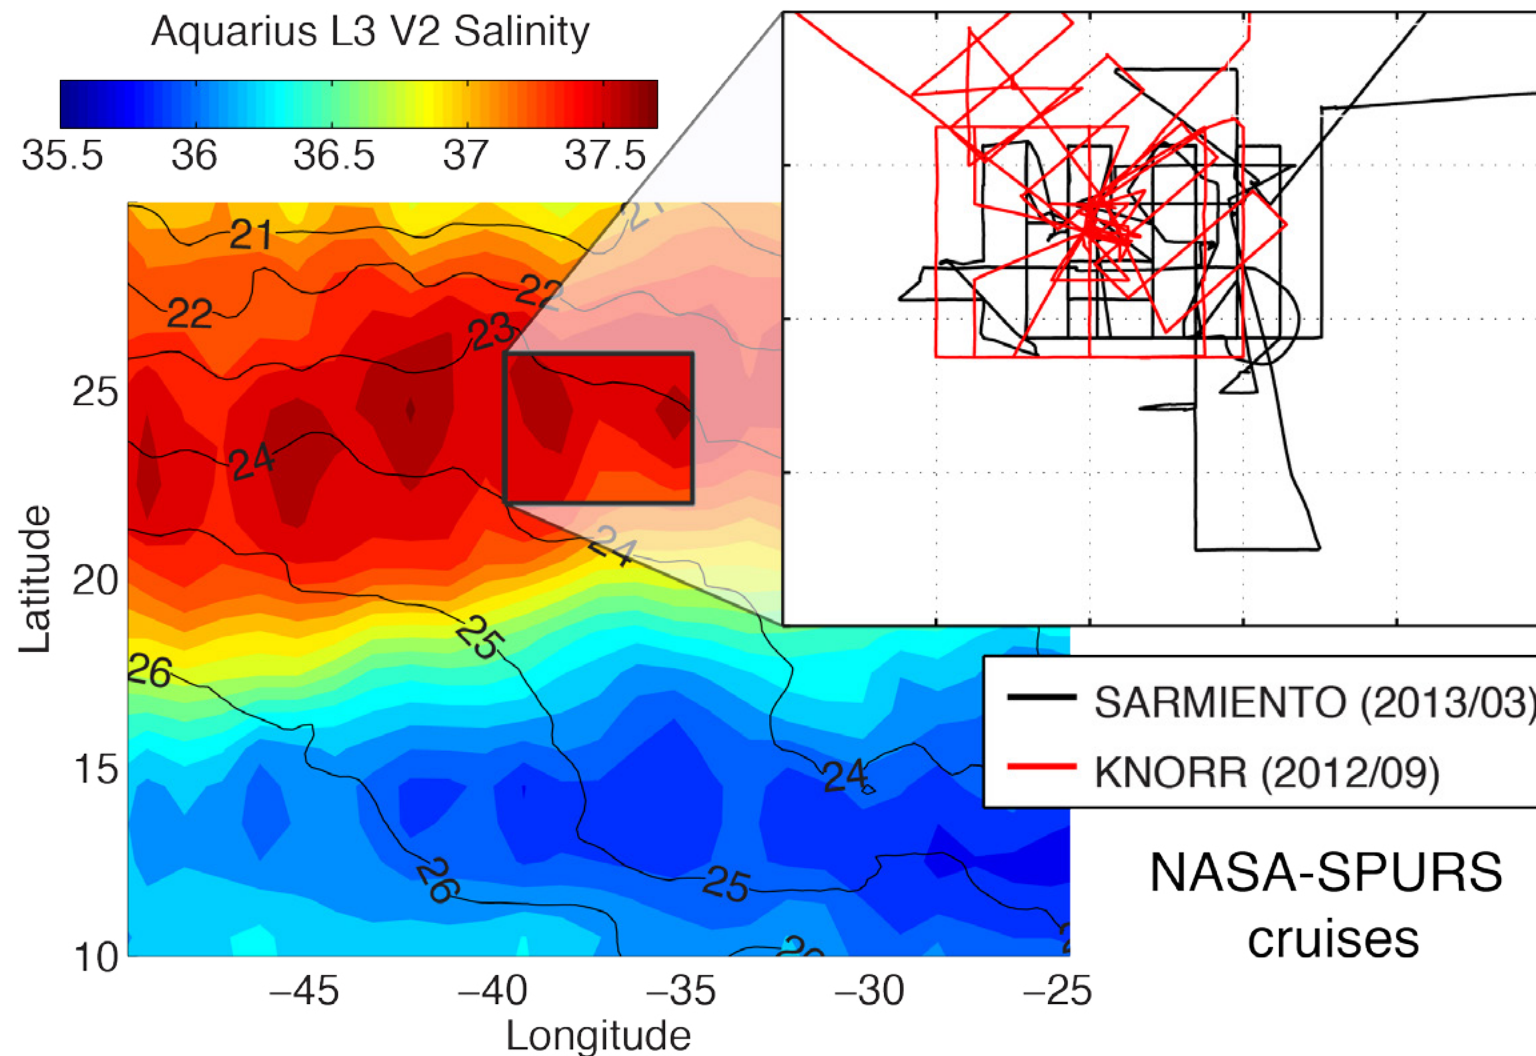 Aquarius L3 V2 Salinity
35.5 36 36.5 37 37.5
21
21
22
22
23
24
24
25
26
24
26
25
26
Latitude
25
20
15
10
−45 −40 −35 −30 −25
Longitude
SARMIENTO (2013/03)
KNORR (2012/09)
NASA-SPURS
cruises